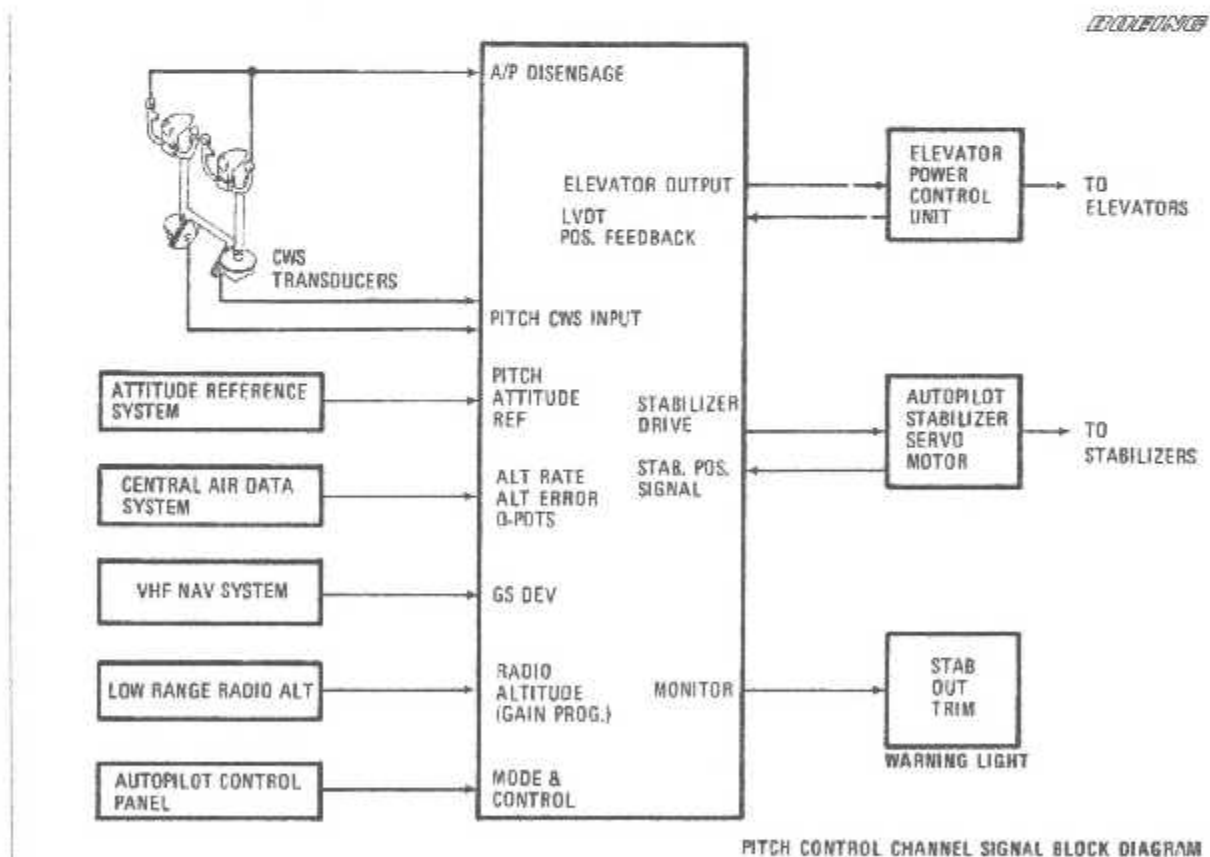 BOEING
A/P DISENGAGE
ELEVATOR OUTPUT
LVDT
POS. FEEDBACK
ELEVATOR
POWER
CONTROL
UNIT
TO
ELEVATORS
CWS
TRANSDUCERS
PITCH CWS INPUT
ATTITUDE REFERENCE
SYSTEM
PITCH
ATTITUDE
REF
STABILIZER
DRIVE
STAB. POS.
SIGNAL
AUTOPILOT
STABILIZER
SERVO
MOTOR
TO
STABILIZERS
CENTRAL AIR DATA
SYSTEM
ALT RATE
ALT ERROR
Q-POTS
VHF NAV SYSTEM
GS DEV
LOW RANGE RADIO ALT
RADIO
ALTITUDE
(GAIN PROG.)
MONITOR
STAB
OUT
TRIM
WARNING LIGHT
AUTOPILOT CONTROL
PANEL
MODE &
CONTROL
PITCH CONTROL CHANNEL SIGNAL BLOCK DIAGRAM